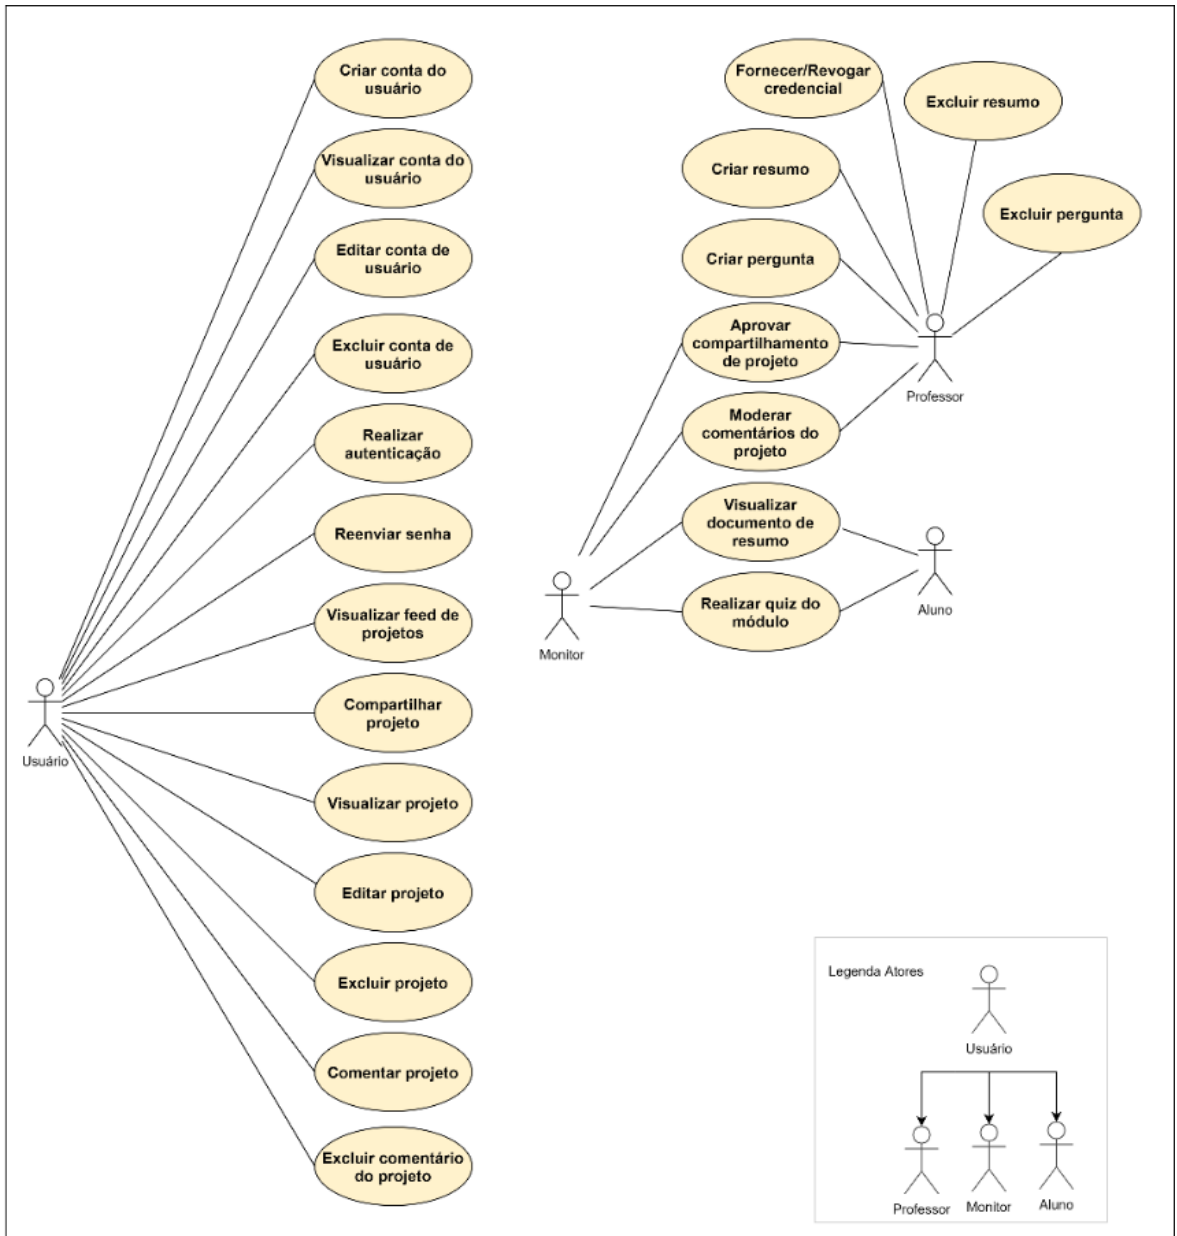 Criar conta do
usuário
Visualizar conta do
usuário
Editar conta de
usuário
Excluir conta de
usuário
Realizar
autenticação
Reenviar senha
Visualizar feed de
projetos
Compartilhar
projeto
Visualizar projeto
Editar projeto
Excluir projeto
Comentar projeto
Excluir comentário
do projeto
Usuário
Fornecer/Revogar
credencial
Excluir resumo
Criar resumo
Excluir pergunta
Criar pergunta
Aprovar
compartilhamento
de projeto
Professor
Moderar
comentários do
projeto
Visualizar
documento de
resumo
Realizar quiz do
módulo
Aluno
Monitor
Legenda Atores
Usuário
Professor
Monitor
Aluno